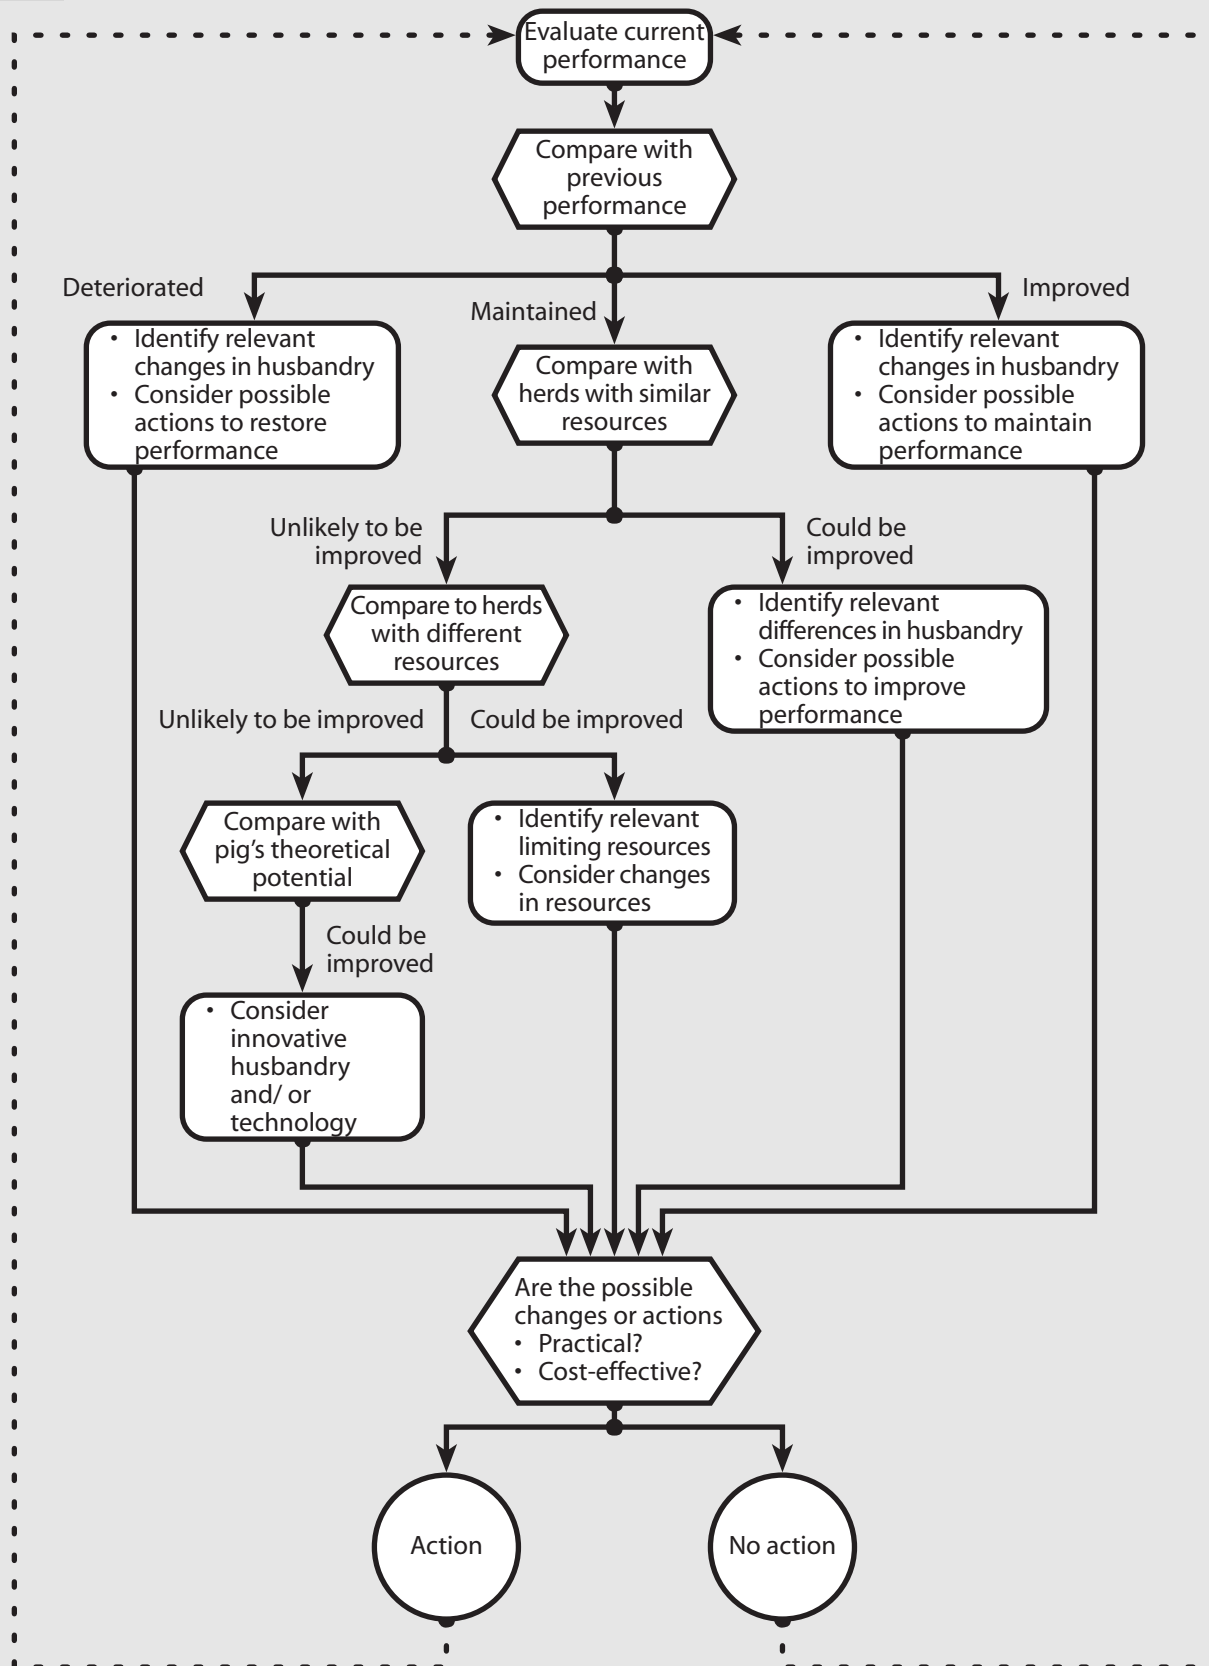 Evaluate current
performance
Compare with
previous
performance
Deteriorated
Maintained
Improved
• Identify relevant
changes in husbandry
• Consider possible
actions to restore
performance
Compare with
herds with similar
resources
• Identify relevant
changes in husbandry
• Consider possible
actions to maintain
performance
Unlikely to be
improved
Could be
improved
Compare to herds
with different
resources
• Identify relevant
differences in husbandry
• Consider possible
actions to improve
performance
Unlikely to be improved
Could be improved
Compare with
pig's theoretical
potential
• Identify relevant
limiting resources
• Consider changes
in resources
Could be
improved
• Consider
innovative
husbandry
and/ or
technology
Are the possible
changes or actions
• Practical?
• Cost-effective?
Action
No action